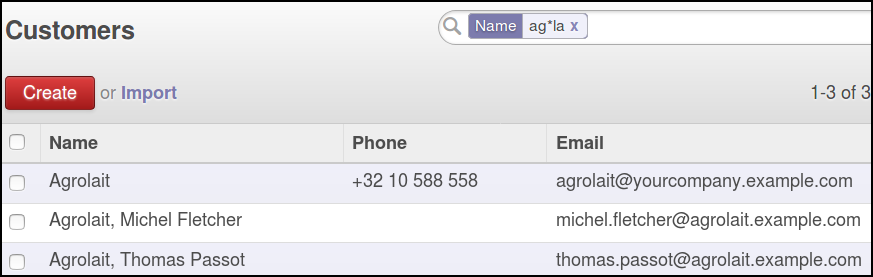 Customers
Name ag*la x
Create or Import
1-3 of 3
Name Phone Email
Agrolait +32 10 588 558 agrolait@yourcompany.example.com
Agrolait, Michel Fletcher michel.fletcher@agrolait.example.com
Agrolait, Thomas Passot thomas.passot@agrolait.example.com